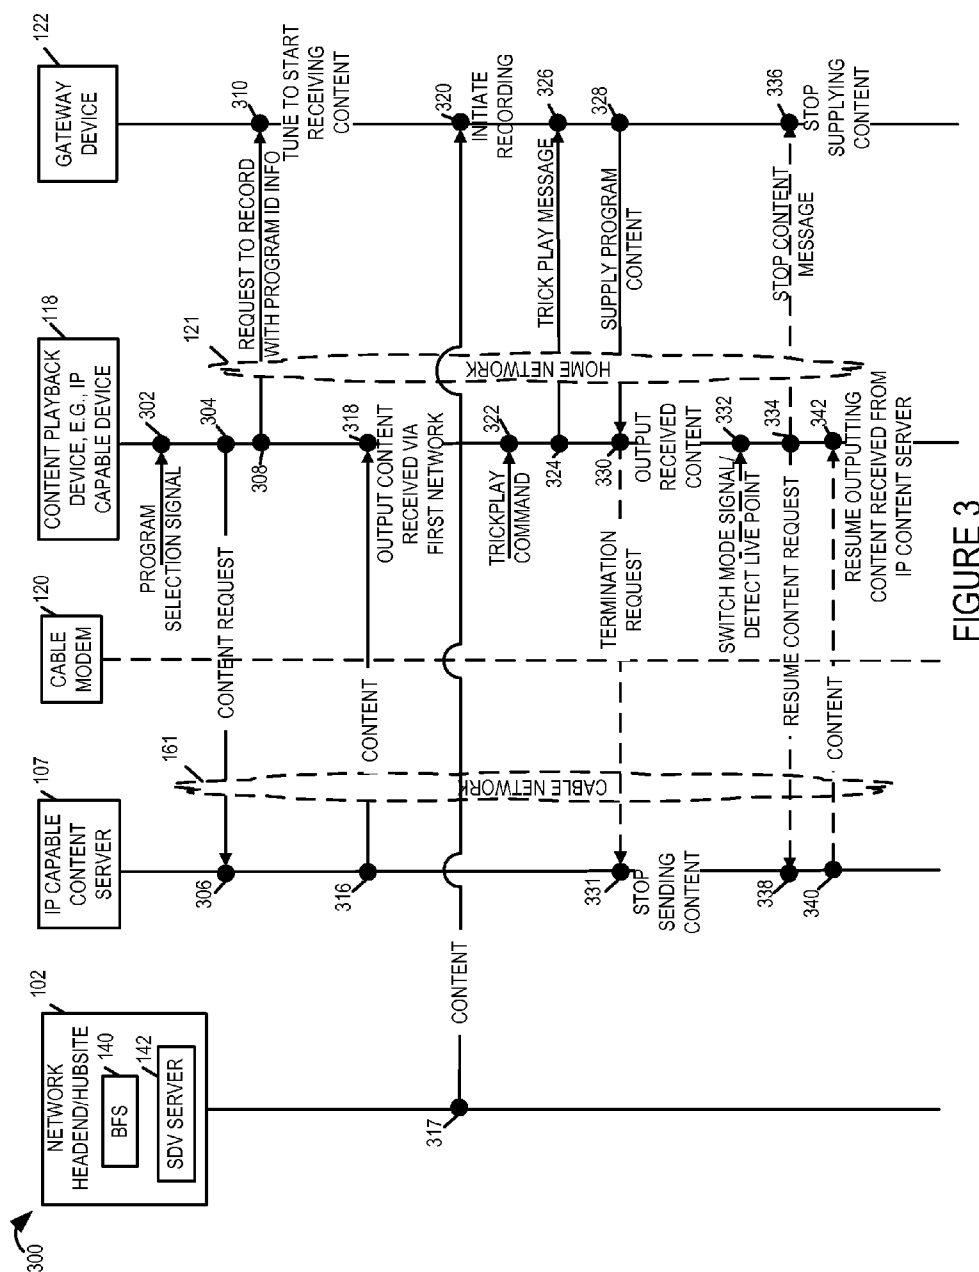 300
NETWORK
HEADEND/HUBSITE
102
BFS
140
SDV SERVER
142
IP CAPABLE
CONTENT
SERVER
107
CABLE
MODEM
120
CONTENT PLAYBACK
DEVICE, E.G., IP
CAPABLE DEVICE
118
GATEWAY
DEVICE
122
PROGRAM
SELECTION SIGNAL
302
304
CONTENT REQUEST
306
161
CABLE NETWORK
121
HOME NETWORK
308
REQUEST TO RECORD
WITH PROGRAM ID INFO
310
TUNE TO START
RECEIVING
CONTENT
316
CONTENT
318
OUTPUT CONTENT
RECEIVED VIA
FIRST NETWORK
317
CONTENT
320
INITIATE
RECORDING
TRICKPLAY
COMMAND
322
324
TRICK PLAY MESSAGE
326
328
SUPPLY PROGRAM
CONTENT
330
OUTPUT
RECEIVED
CONTENT
TERMINATION
REQUEST
331
STOP
SENDING
CONTENT
SWITCH MODE SIGNAL/
DETECT LIVE POINT
332
334
STOP CONTENT
MESSAGE
336
STOP
SUPPLYING
CONTENT
RESUME CONTENT REQUEST
338
340
CONTENT
342
RESUME OUTPUTTING
CONTENT RECEIVED FROM
IP CONTENT SERVER
FIGURE 3